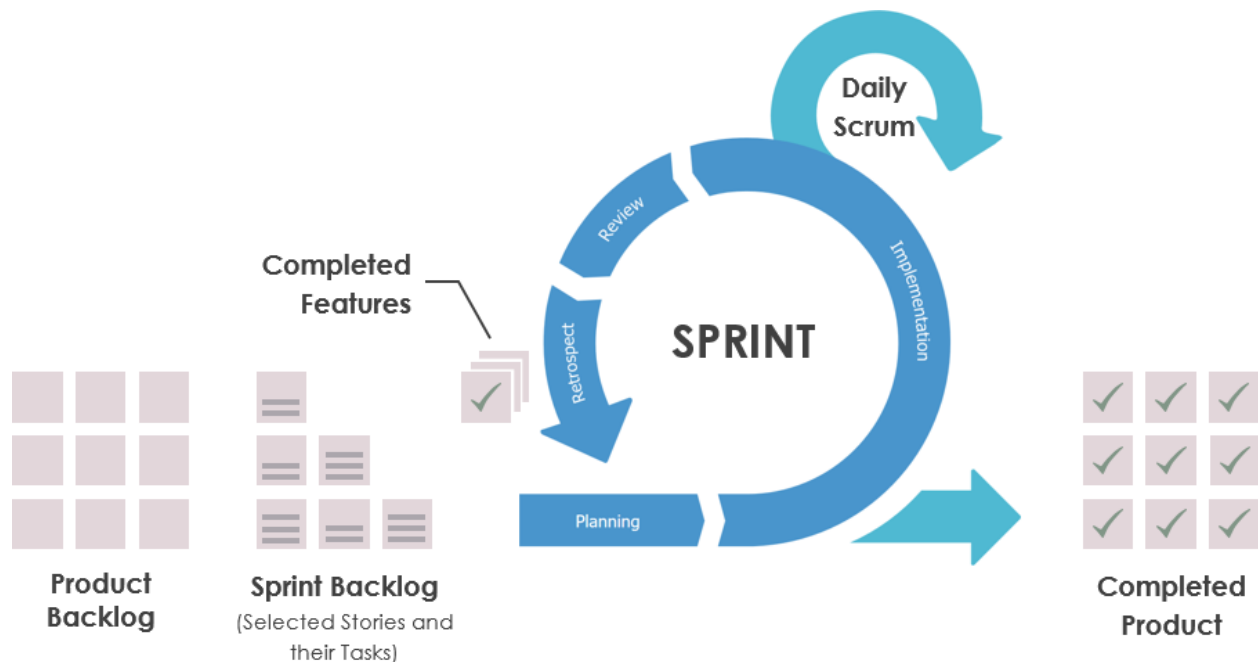 Daily
Scrum
Review
Implementation
Completed
Features
SPRINT
Retrospect
Planning
Product
Backlog
Sprint Backlog
(Selected Stories and
their Tasks)
Completed
Product